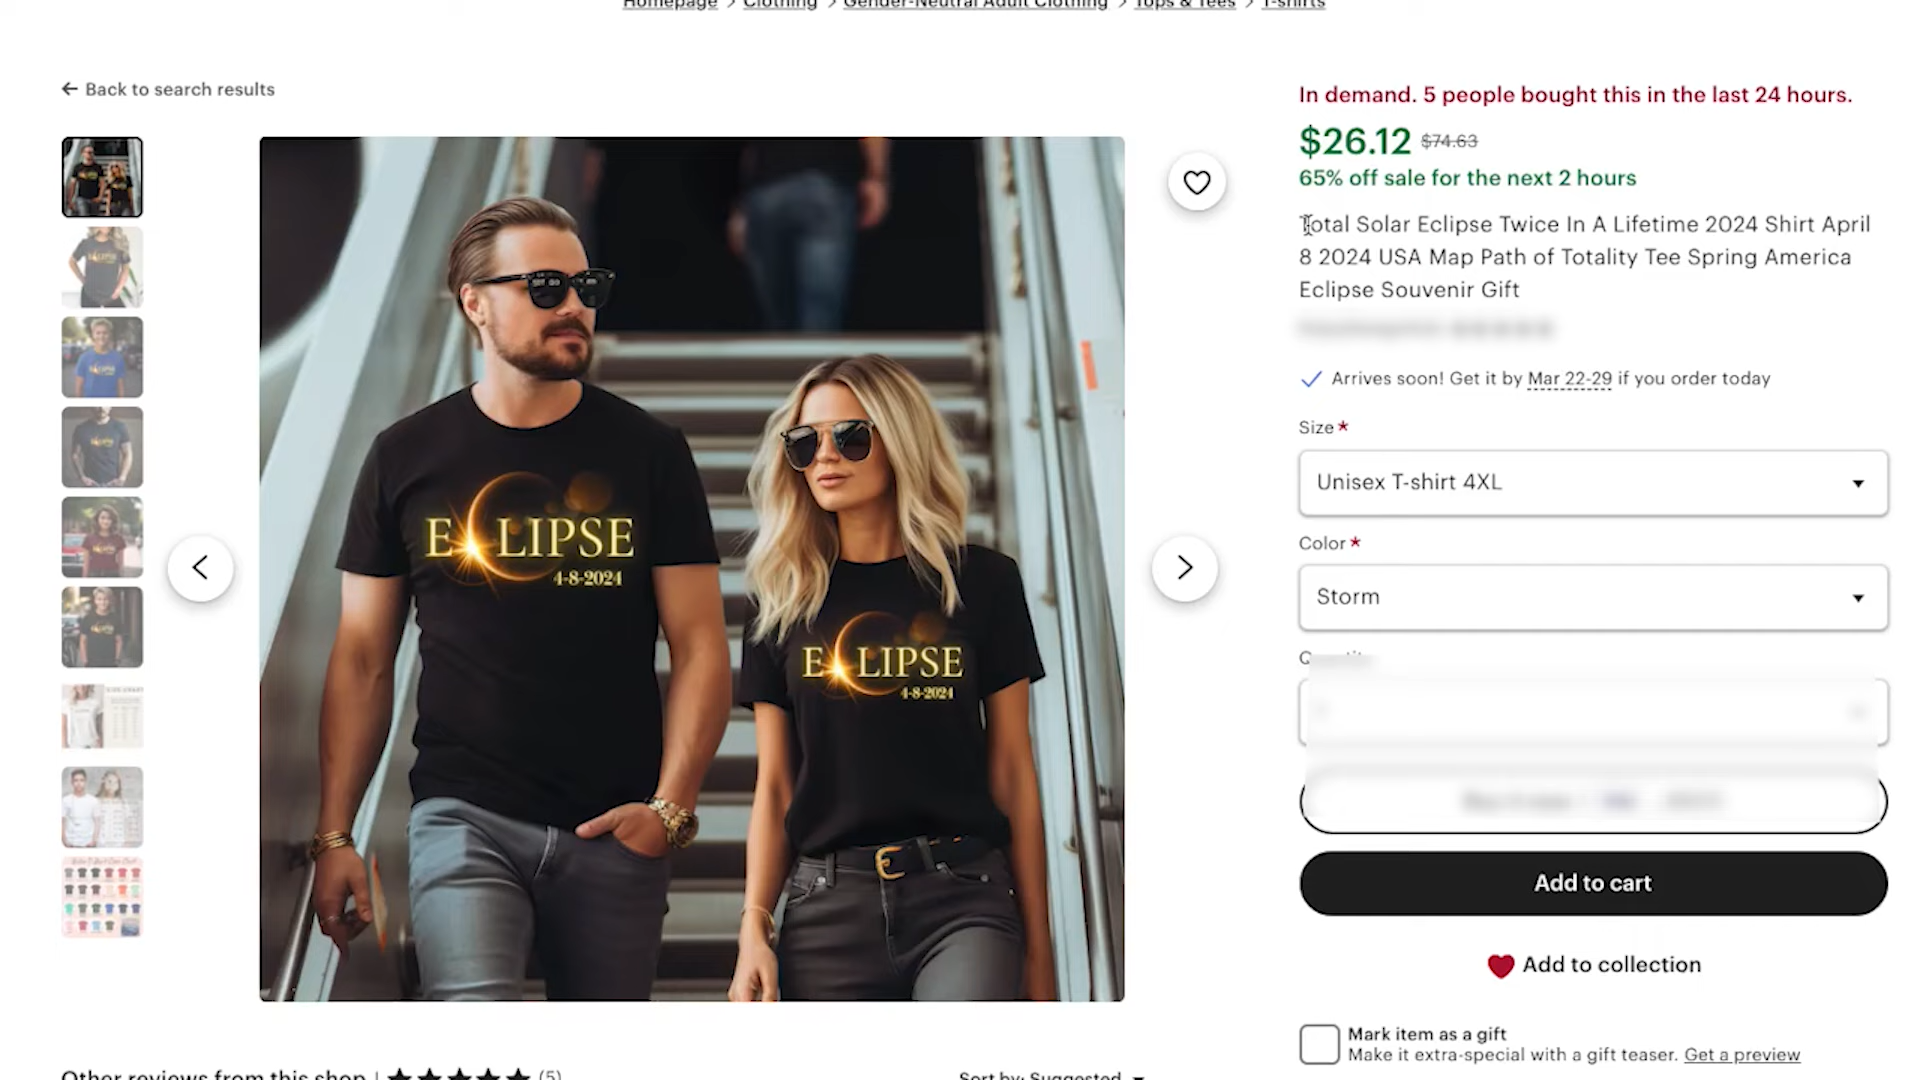 Homepage > Clothing > Gender-Neutral Adult Clothing > Tops & Tees > T-shirts
← Back to search results
In demand. 5 people bought this in the last 24 hours.
$26.12 $74.63
65% off sale for the next 2 hours
Total Solar Eclipse Twice In A Lifetime 2024 Shirt April
8 2024 USA Map Path of Totality Tee Spring America
Eclipse Souvenir Gift
Arrives soon! Get it by Mar 22-29 if you order today
Size *
Unisex T-shirt 4XL
Color *
Storm
ECLIPSE
4-8-2024
ECLIPSE
4-8-2024
Add to cart
Add to collection
Mark item as a gift
Make it extra-special with a gift teaser. Get a preview
Other reviews from this shop | ★★★★★ (5)
Sort by: Suggested